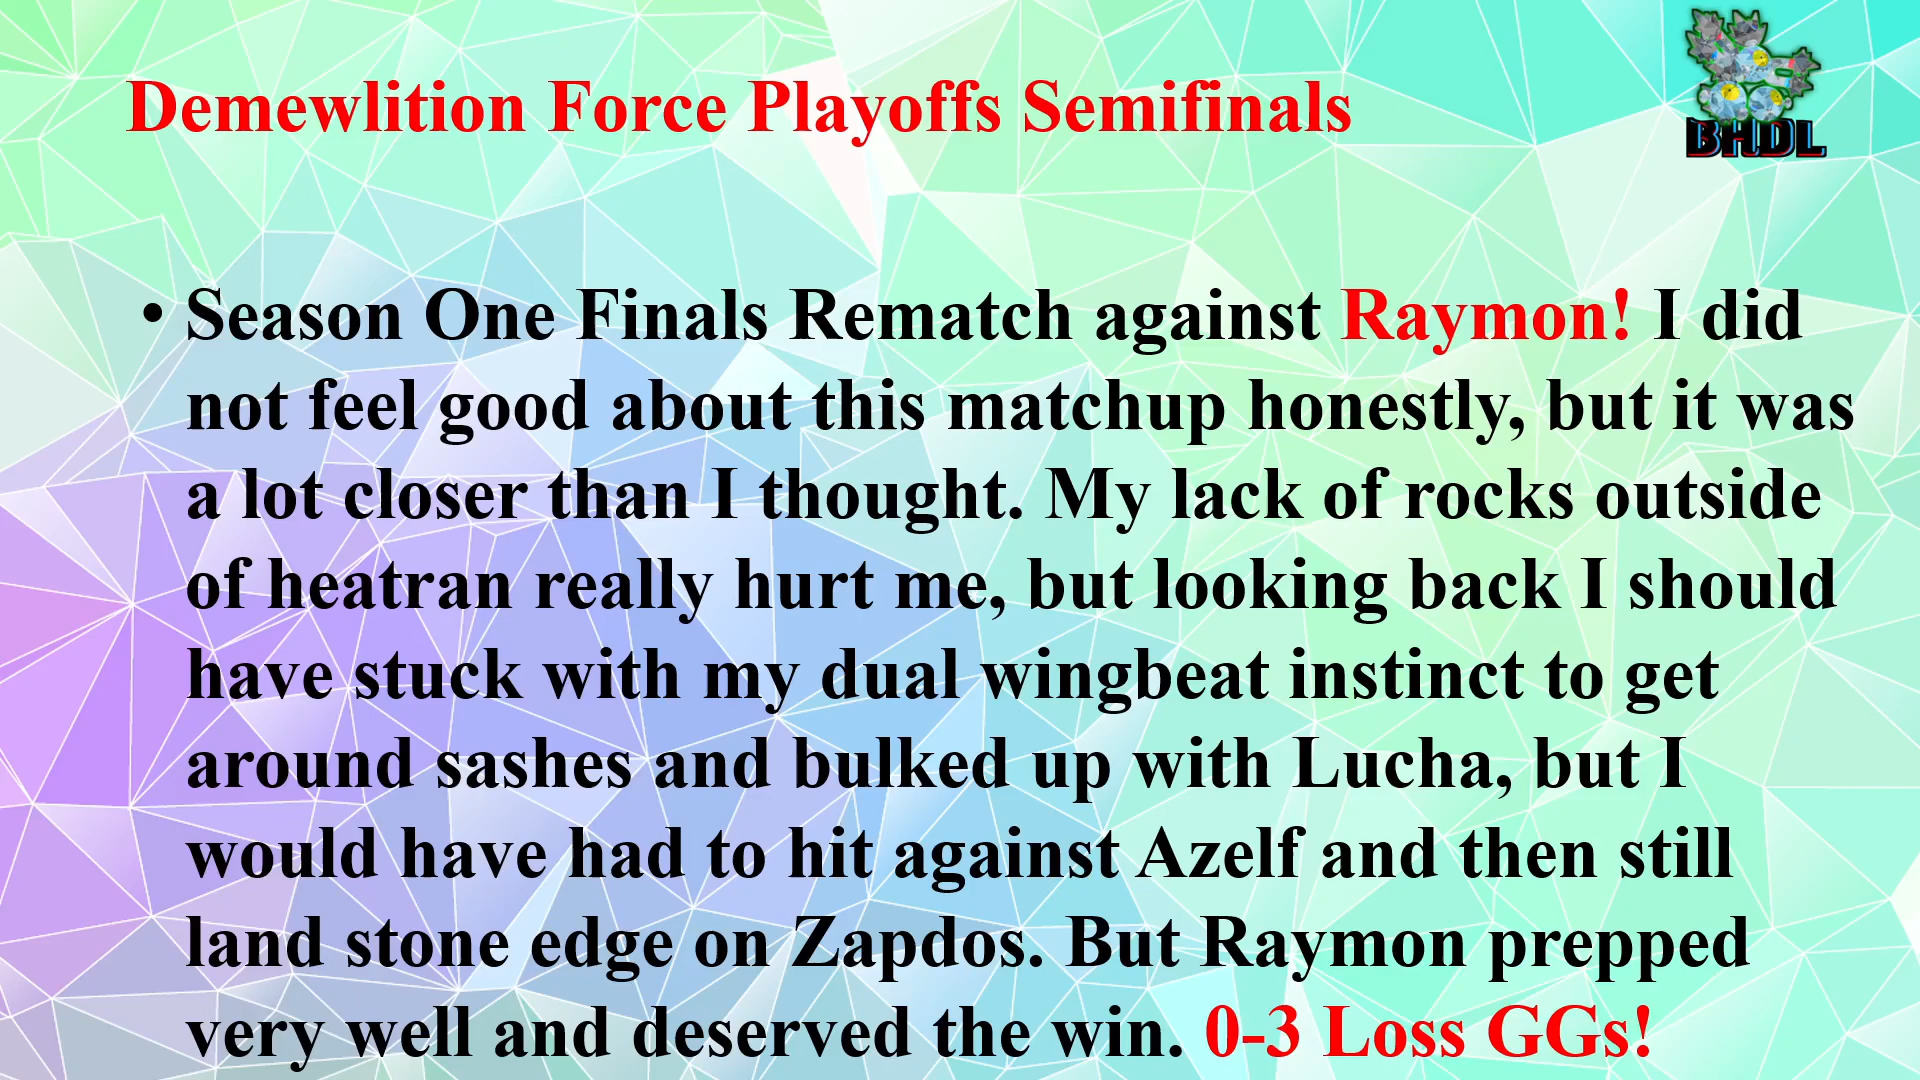 Demewlition Force Playoffs Semifinals
BHDL
• Season One Finals Rematch against Raymon! I did
not feel good about this matchup honestly, but it was
a lot closer than I thought. My lack of rocks outside
of heatran really hurt me, but looking back I should
have stuck with my dual wingbeat instinct to get
around sashes and bulked up with Lucha, but I
would have had to hit against Azelf and then still
land stone edge on Zapdos. But Raymon prepped
very well and deserved the win. 0-3 Loss GGs!